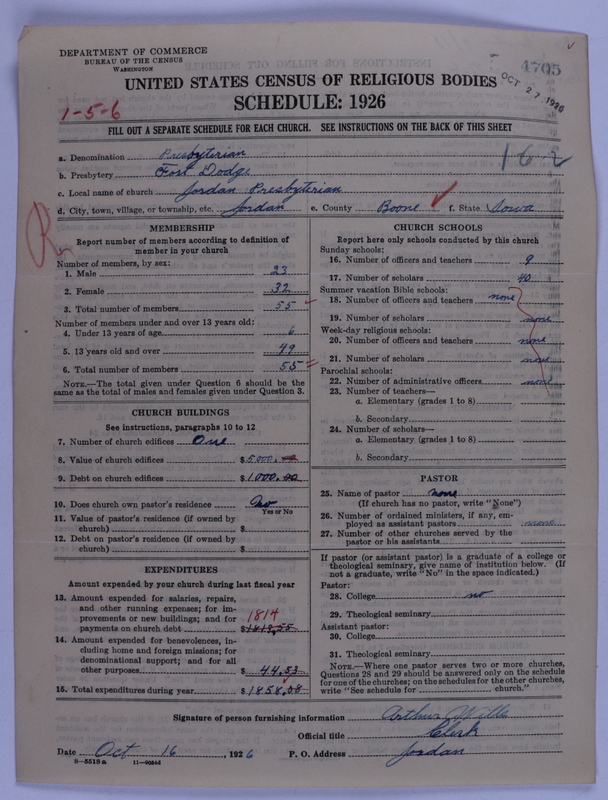 DEPARTMENT OF COMMERCE
BUREAU OF THE CENSUS
WASHINGTON
4705
OCT 27 1926
UNITED STATES CENSUS OF RELIGIOUS BODIES
SCHEDULE: 1926
1-5-6
FILL OUT A SEPARATE SCHEDULE FOR EACH CHURCH. SEE INSTRUCTIONS ON THE BACK OF THIS SHEET
162
a. Denomination Presbyterian
b. Presbytery Fort Dodge
c. Local name of church Jordan Presbyterian
d. City, town, village, or township, etc. Jordan e. County Boone f. State Iowa
MEMBERSHIP
Report number of members according to definition of
member in your church
Number of members, by sex:
1. Male 23
2. Female 32
3. Total number of members 55
Number of members under and over 13 years old:
4. Under 13 years of age 6
5. 13 years old and over 49
6. Total number of members 55
NOTE.—The total given under Question 6 should be the
same as the total of males and females given under Question 3.
CHURCH BUILDINGS
See instructions, paragraphs 10 to 12
7. Number of church edifices One
8. Value of church edifices $5000.00
9. Debt on church edifices $1000.00
10. Does church own pastor's residence No
Yes or No
11. Value of pastor's residence (if owned by
church) $
12. Debt on pastor's residence (if owned by
church) $
EXPENDITURES
Amount expended by your church during last fiscal year
13. Amount expended for salaries, repairs,
and other running expenses; for im-
provements or new buildings; and for 1814
payments on church debt $1813.55
14. Amount expended for benevolences, in-
cluding home and foreign missions; for
denominational support; and for all
other purposes $44.53
15. Total expenditures during year $1858.08
CHURCH SCHOOLS
Report here only schools conducted by this church
Sunday schools:
16. Number of officers and teachers 9
17. Number of scholars 40
Summer vacation Bible schools:
18. Number of officers and teachers none
19. Number of scholars none
Week-day religious schools:
20. Number of officers and teachers none
21. Number of scholars none
Parochial schools:
22. Number of administrative officers none
23. Number of teachers—
a. Elementary (grades 1 to 8)
b. Secondary
24. Number of scholars—
a. Elementary (grades 1 to 8)
b. Secondary
PASTOR
25. Name of pastor none
(If church has no pastor, write "None")
26. Number of ordained ministers, if any, em-
ployed as assistant pastors none
27. Number of other churches served by the
pastor or his assistants
If pastor (or assistant pastor) is a graduate of a college or
theological seminary, give name of institution below. (If
not a graduate, write "No" in the space indicated.)
Pastor:
28. College no
29. Theological seminary
Assistant pastor:
30. College
31. Theological seminary
NOTE.—Where one pastor serves two or more churches,
Questions 28 and 29 should be answered only on the schedule
for one of the churches; on the schedules for the other churches,
write "See schedule for church."
Signature of person furnishing information Arthur Wills
Official title Clerk
Date Oct 16, 1926 P. O. Address Jordan